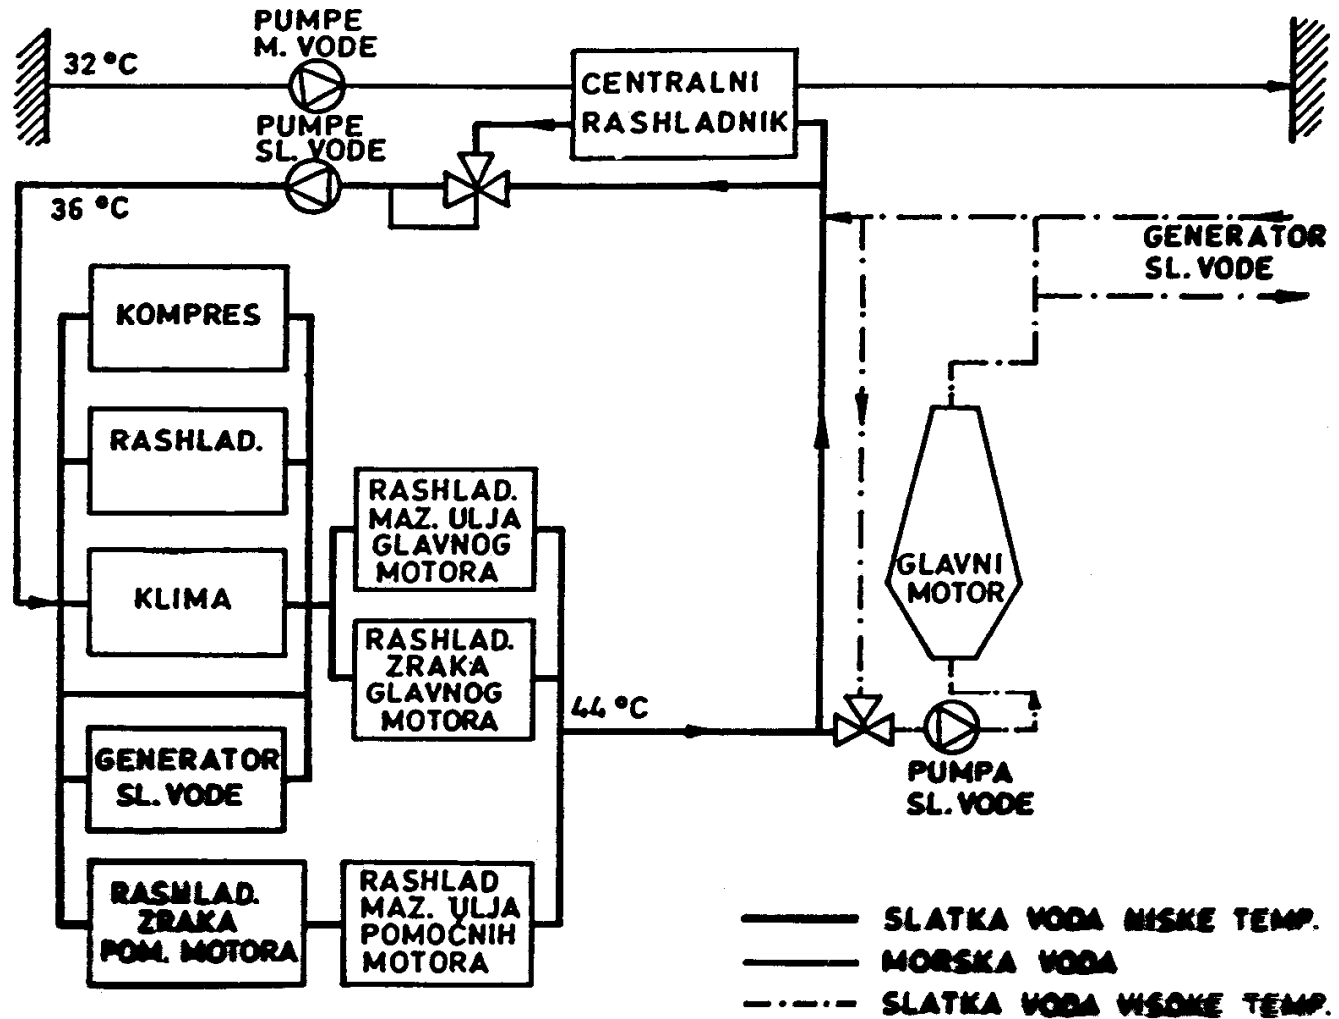 PUMPE
M. VODE
32 °C
CENTRALNI
RASHLADNIK
PUMPE
SL. VODE
36 °C
GENERATOR
SL. VODE
KOMPRES
RASHLAD.
KLIMA
GENERATOR
SL. VODE
RASHLAD.
ZRAKA
POM. MOTORA
RASHLAD.
MAZ. ULJA
GLAVNOG
MOTORA
RASHLAD.
ZRAKA
GLAVNOG
MOTORA
RASHLAD
MAZ. ULJA
POMOĆNIH
MOTORA
44 °C
GLAVNI
MOTOR
PUMPA
SL. VODE
SLATKA VODA NISKE TEMP.
MORSKA VODA
SLATKA VODA VISOKE TEMP.